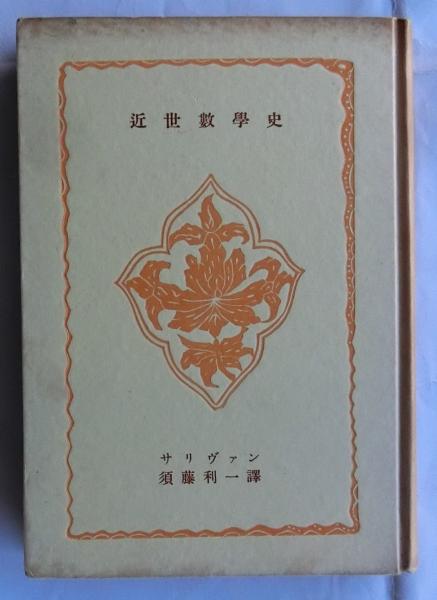 近世數學史
サリヴァン
須藤利一譯